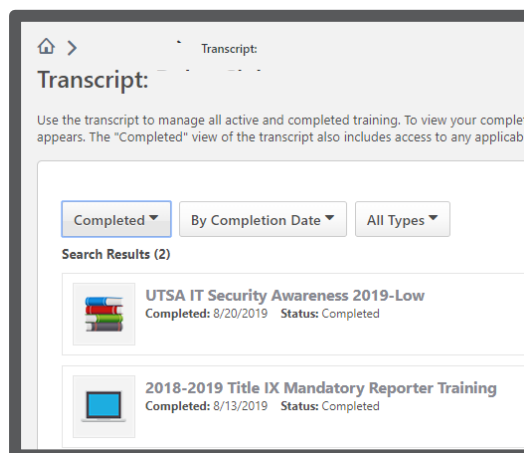 Transcript:
Transcript:
Use the transcript to manage all active and completed training. To view your
appears. The "Completed" view of the transcript also includes access to any
Completed
By Completion Date
All Types
Search Results (2)
UTSA IT Security Awareness 2019-Low
Completed: 8/20/2019 Status: Completed
2018-2019 Title IX Mandatory Reporter Training
Completed: 8/13/2019 Status: Completed